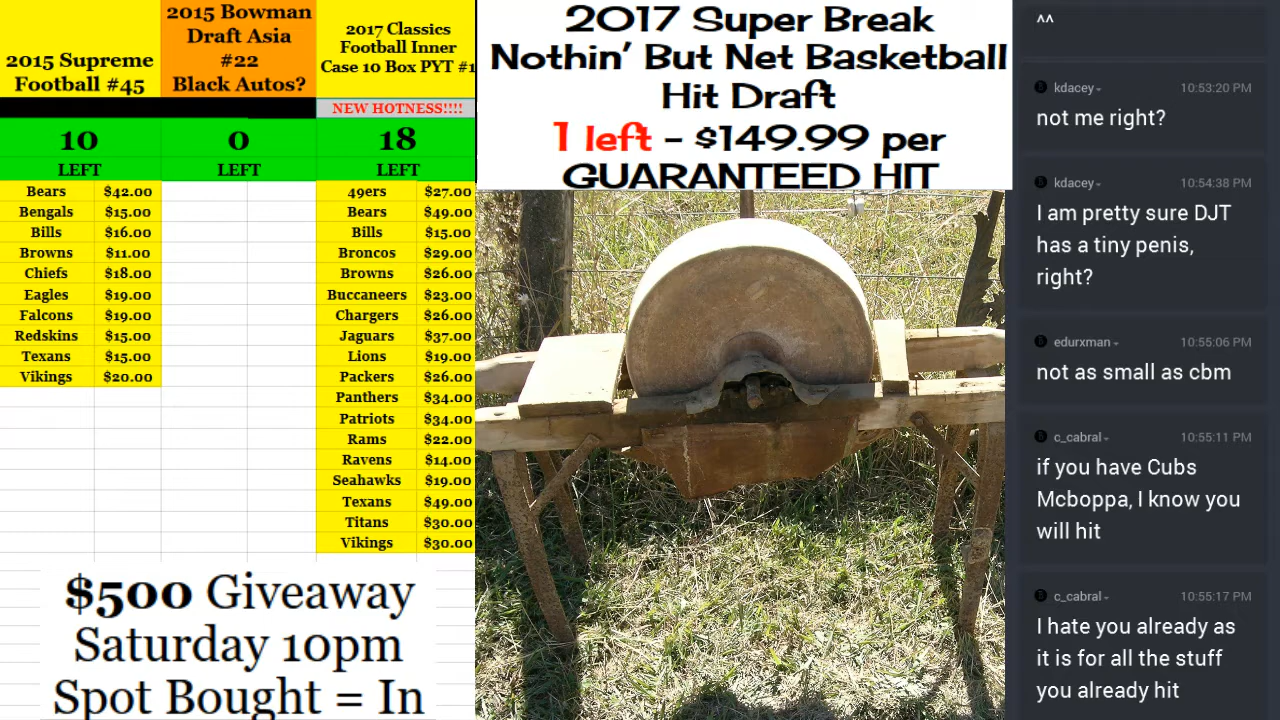 2015 Supreme
Football #45
2015 Bowman
Draft Asia
#22
Black Autos?
2017 Classics
Football Inner
Case 10 Box PYT #1
NEW HOTNESS!!!!
10
0
18
LEFT
LEFT
LEFT
Bears $42.00
Bengals $15.00
Bills $16.00
Browns $11.00
Chiefs $18.00
Eagles $19.00
Falcons $19.00
Redskins $15.00
Texans $15.00
Vikings $20.00
49ers $27.00
Bears $49.00
Bills $15.00
Broncos $29.00
Browns $26.00
Buccaneers $23.00
Chargers $26.00
Jaguars $37.00
Lions $19.00
Packers $26.00
Panthers $34.00
Patriots $34.00
Rams $22.00
Ravens $14.00
Seahawks $19.00
Texans $49.00
Titans $30.00
Vikings $30.00
$500 Giveaway
Saturday 10pm
Spot Bought = In
2017 Super Break
Nothin' But Net Basketball
Hit Draft
1 left - $149.99 per
GUARANTEED HIT
^^
kdacey 10:53:20 PM
not me right?
kdacey 10:54:38 PM
I am pretty sure DJT
has a tiny penis,
right?
edurxman 10:55:06 PM
not as small as cbm
c_cabral 10:55:11 PM
if you have Cubs
Mcboppa, I know you
will hit
c_cabral 10:55:17 PM
I hate you already as
it is for all the stuff
you already hit